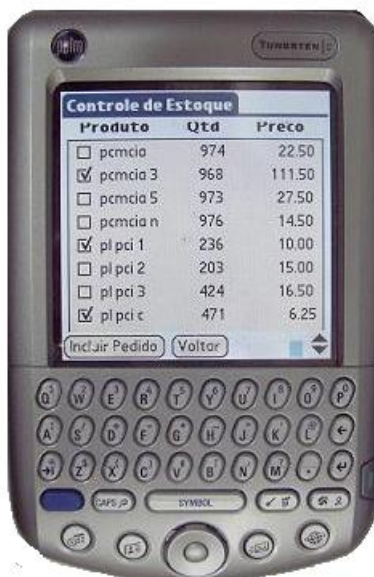 palm
TUNGSTEN | C
Controle de Estoque
Produto Qtd Preco
pcmcia 974 22.50
pcmcia 3 968 111.50
pcmcia 5 973 27.50
pcmcia n 976 14.50
pl pci 1 236 10.00
pl pci 2 203 15.00
pl pci 3 424 16.50
pl pci c 471 6.25
Incluir Pedido Voltar
Q W E R T Y U I O P
A S D F G H J K L
Z X C V B N M .
CAPS SYMBOL